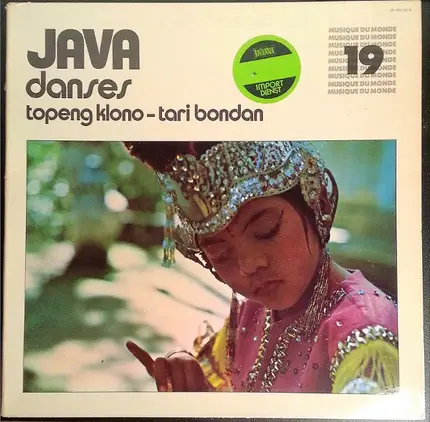 JAVA
danses
topeng klono – tari bondan
IMPORT
DIENST
MUSIQUE DU MONDE
MUSIQUE DU MONDE
MUSIQUE DU MONDE
MUSIQUE DU MONDE
MUSIQUE DU MONDE
MUSIQUE DU MONDE
MUSIQUE DU MONDE
MUSIQUE DU MONDE
19